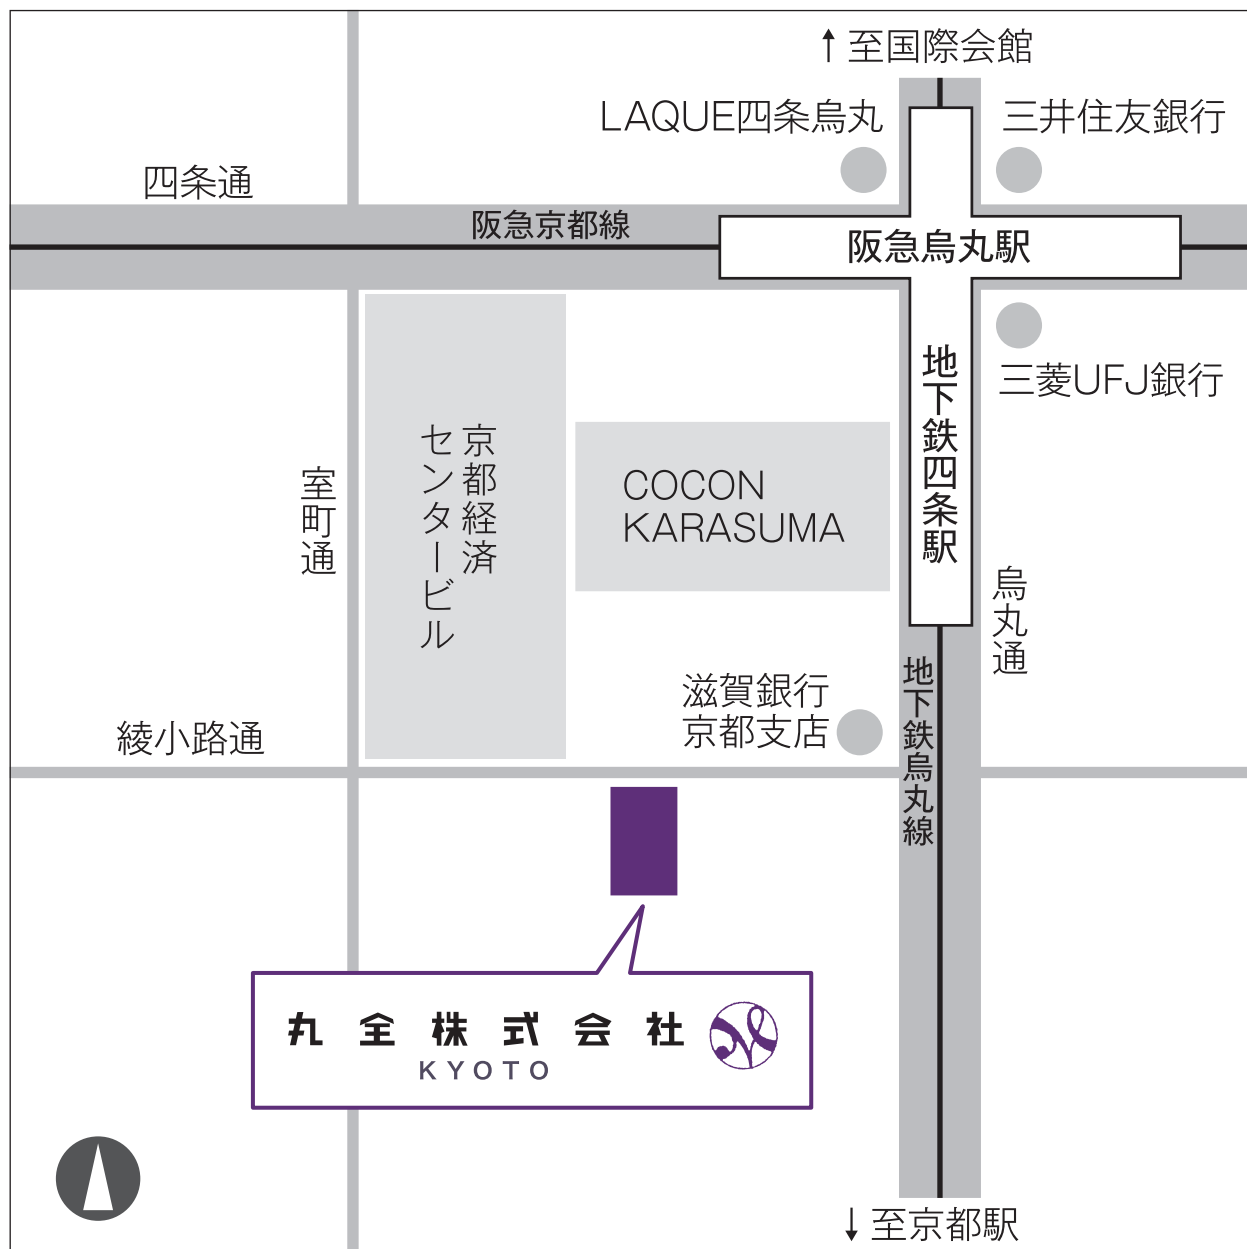 ↑至国際会館
LAQUE四条烏丸
三井住友銀行
四条通
阪急京都線
阪急烏丸駅
地下鉄四条駅
三菱UFJ銀行
京都経済
センタービル
COCON
KARASUMA
室町通
烏丸通
地下鉄烏丸線
滋賀銀行
京都支店
綾小路通
丸全株式会社
KYOTO
↓至京都駅